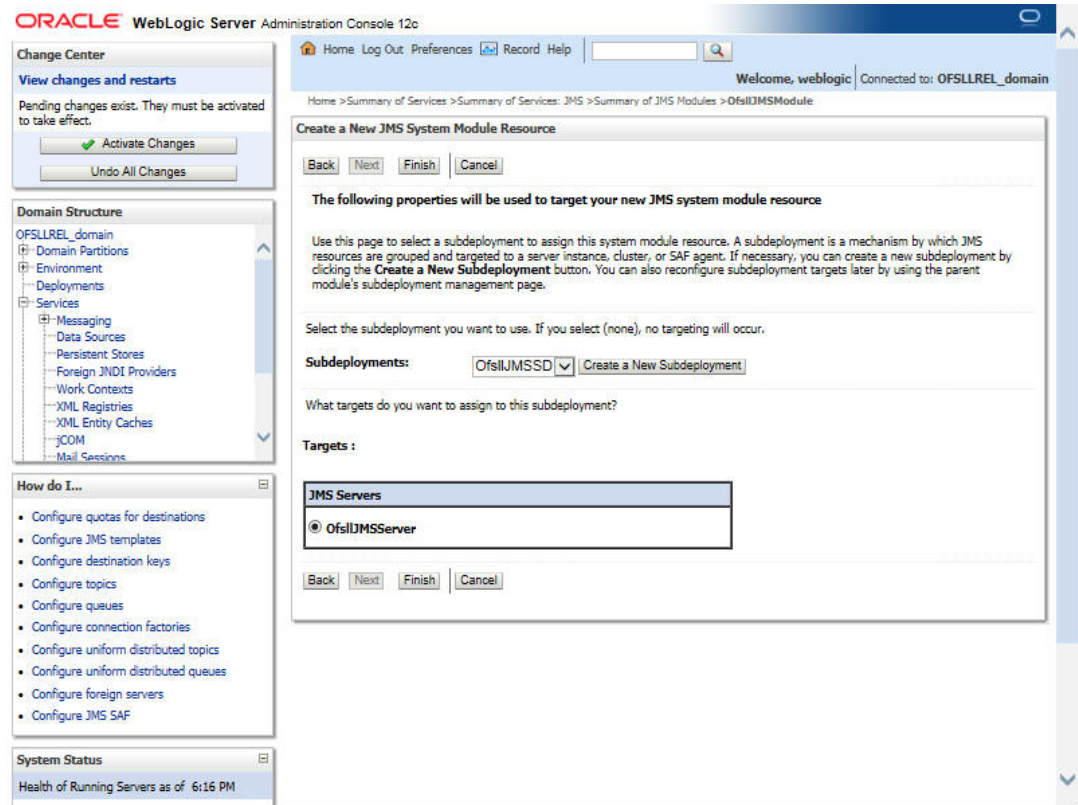 ORACLE WebLogic Server Administration Console 12c
Change Center
View changes and restarts
Pending changes exist. They must be activated
to take effect.
Activate Changes
Undo All Changes
Domain Structure
OFSLLREL_domain
Domain Partitions
Environment
Deployments
Services
Messaging
Data Sources
Persistent Stores
Foreign JNDI Providers
Work Contexts
XML Registries
XML Entity Caches
jCOM
Mail Sessions
How do I...
Configure quotas for destinations
Configure JMS templates
Configure destination keys
Configure topics
Configure queues
Configure connection factories
Configure uniform distributed topics
Configure uniform distributed queues
Configure foreign servers
Configure JMS SAF
System Status
Health of Running Servers as of 6:16 PM
Home Log Out Preferences Record Help
Welcome, weblogic Connected to: OFSLLREL_domain
Home >Summary of Services >Summary of Services: JMS >Summary of JMS Modules >OfsllJMSModule
Create a New JMS System Module Resource
Back Next Finish Cancel
The following properties will be used to target your new JMS system module resource
Use this page to select a subdeployment to assign this system module resource. A subdeployment is a mechanism by which JMS
resources are grouped and targeted to a server instance, cluster, or SAF agent. If necessary, you can create a new subdeployment by
clicking the Create a New Subdeployment button. You can also reconfigure subdeployment targets later by using the parent
module's subdeployment management page.
Select the subdeployment you want to use. If you select (none), no targeting will occur.
Subdeployments: OfsllJMSSD Create a New Subdeployment
What targets do you want to assign to this subdeployment?
Targets :
JMS Servers
OfsllJMSServer
Back Next Finish Cancel